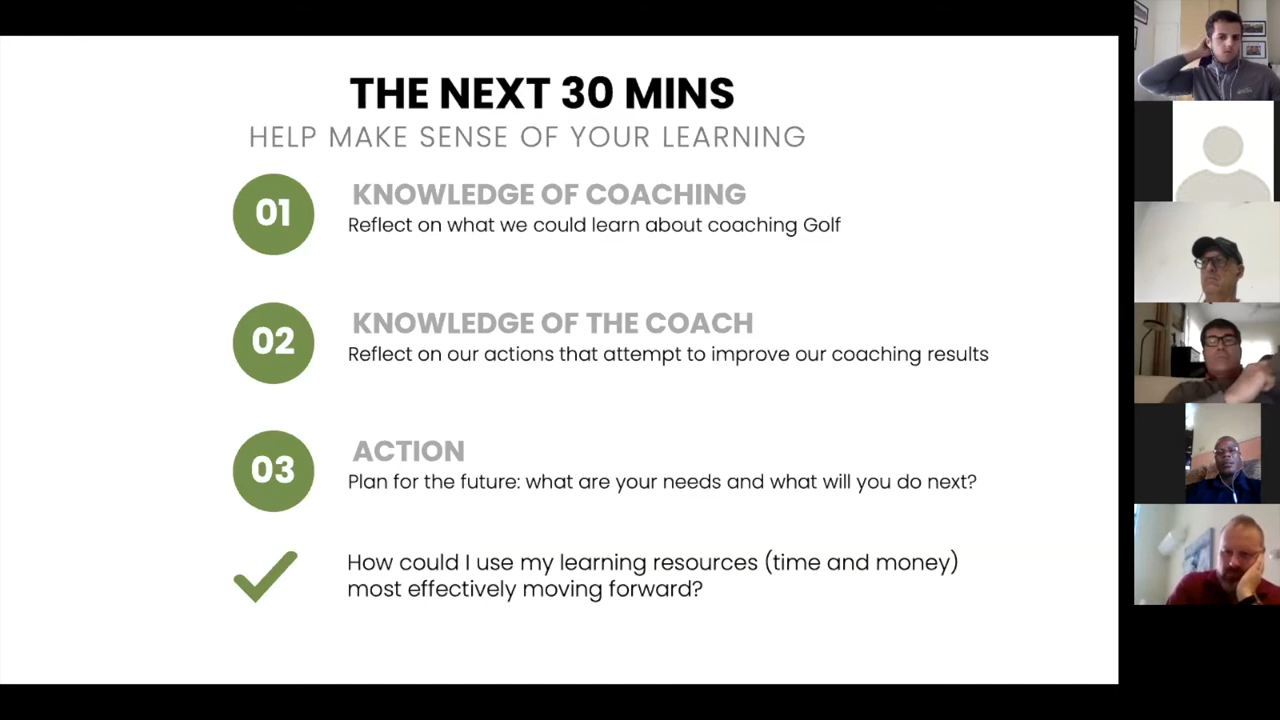 THE NEXT 30 MINS
HELP MAKE SENSE OF YOUR LEARNING
01
KNOWLEDGE OF COACHING
Reflect on what we could learn about coaching Golf
02
KNOWLEDGE OF THE COACH
Reflect on our actions that attempt to improve our coaching results
03
ACTION
Plan for the future: what are your needs and what will you do next?
How could I use my learning resources (time and money)
most effectively moving forward?